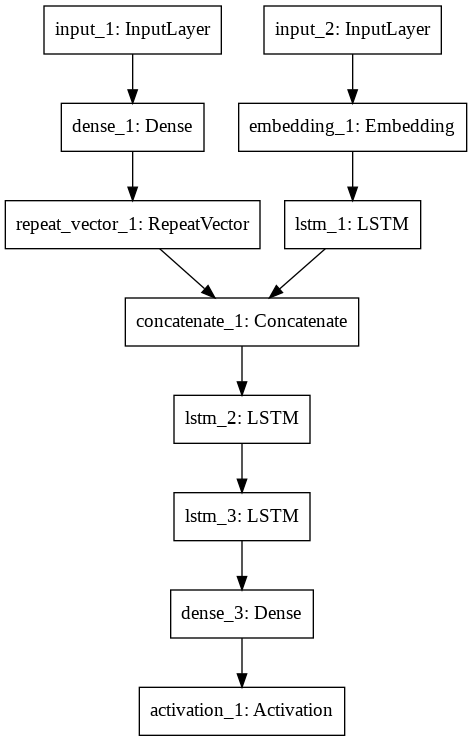 input_1: InputLayer
input_2: InputLayer
dense_1: Dense
embedding_1: Embedding
repeat_vector_1: RepeatVector
lstm_1: LSTM
concatenate_1: Concatenate
lstm_2: LSTM
lstm_3: LSTM
dense_3: Dense
activation_1: Activation